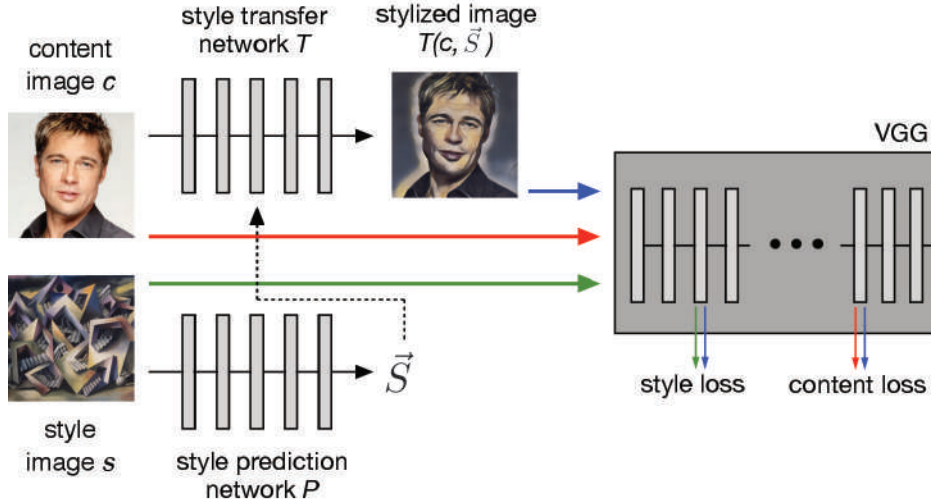 style transfer
network T
stylized image
T(c, S⃗ )
content
image c
VGG
style loss
content loss
S⃗
style
image s
style prediction
network P